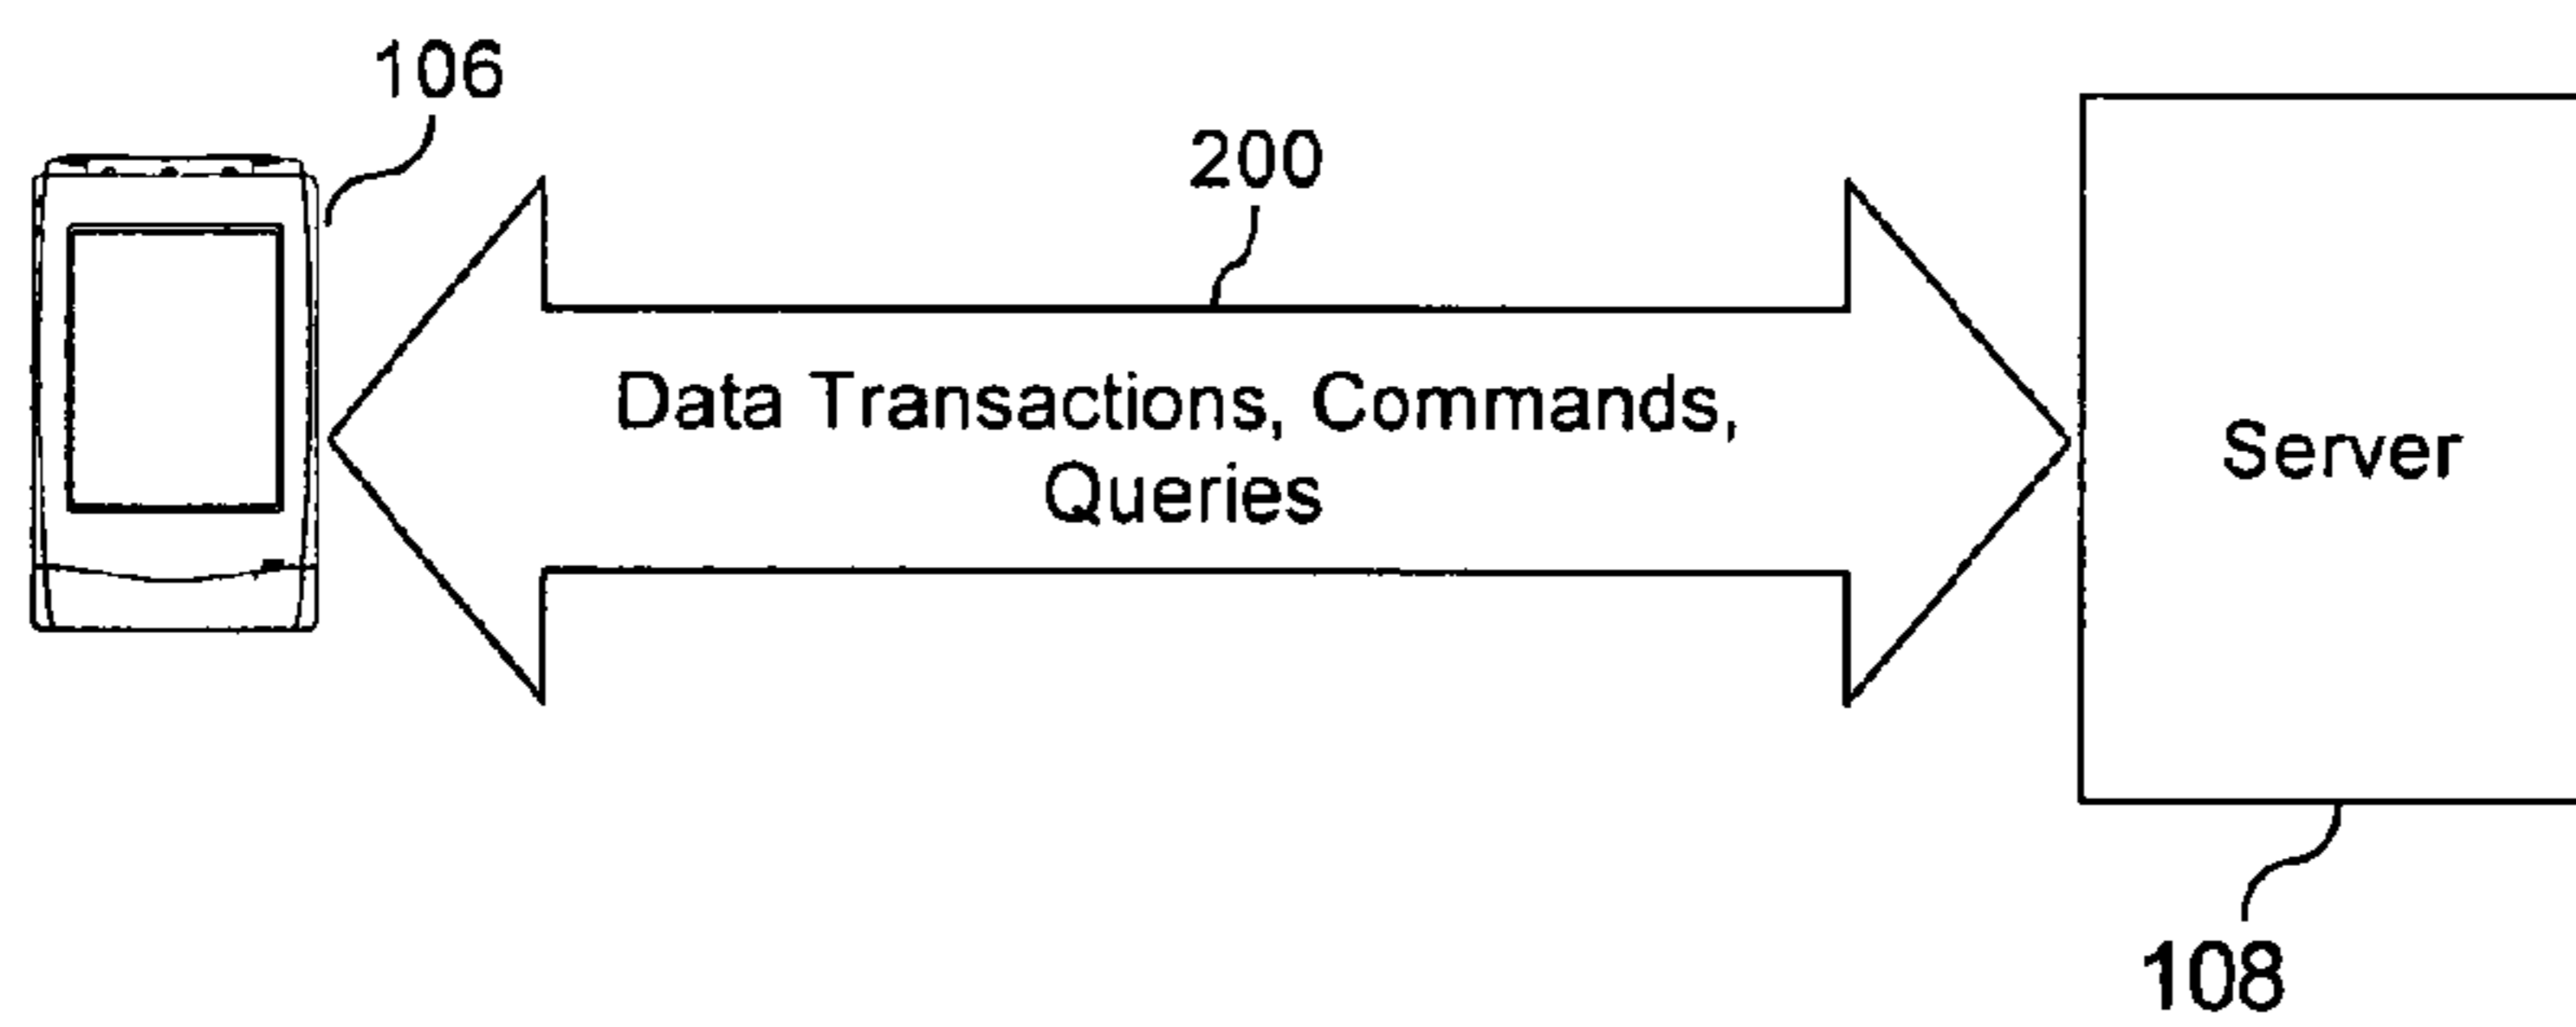 106
200
Data Transactions, Commands,
Queries
Server
108